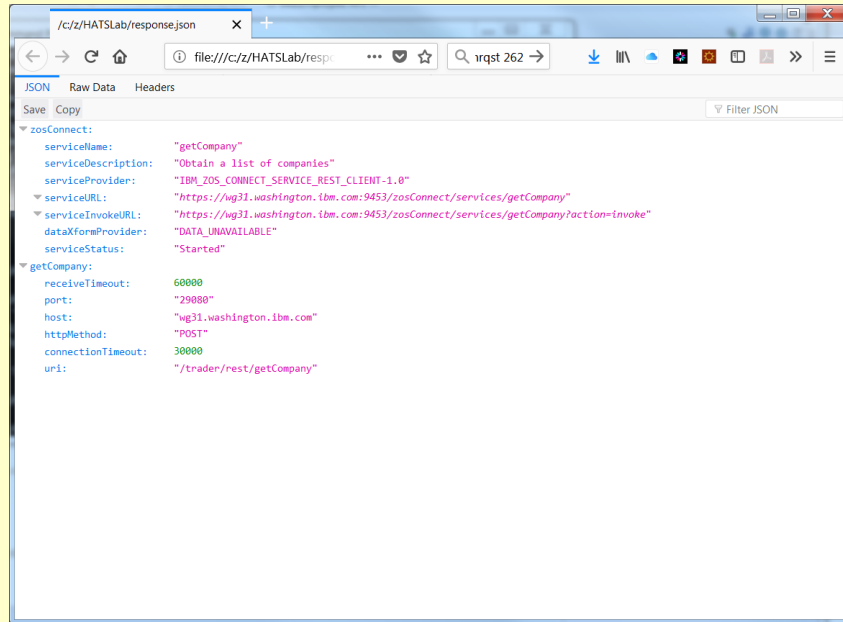 /c:/z/HATSLab/response.json
file:///c:/z/HATSLab/resp
nrqst 262
JSON Raw Data Headers
Save Copy Filter JSON
zosConnect:
serviceName: "getCompany"
serviceDescription: "Obtain a list of companies"
serviceProvider: "IBM_ZOS_CONNECT_SERVICE_REST_CLIENT-1.0"
serviceURL: "https://wg31.washington.ibm.com:9453/zosConnect/services/getCompany"
serviceInvokeURL: "https://wg31.washington.ibm.com:9453/zosConnect/services/getCompany?action=invoke"
dataXformProvider: "DATA_UNAVAILABLE"
serviceStatus: "Started"
getCompany:
receiveTimeout: 60000
port: "29080"
host: "wg31.washington.ibm.com"
httpMethod: "POST"
connectionTimeout: 30000
uri: "/trader/rest/getCompany"